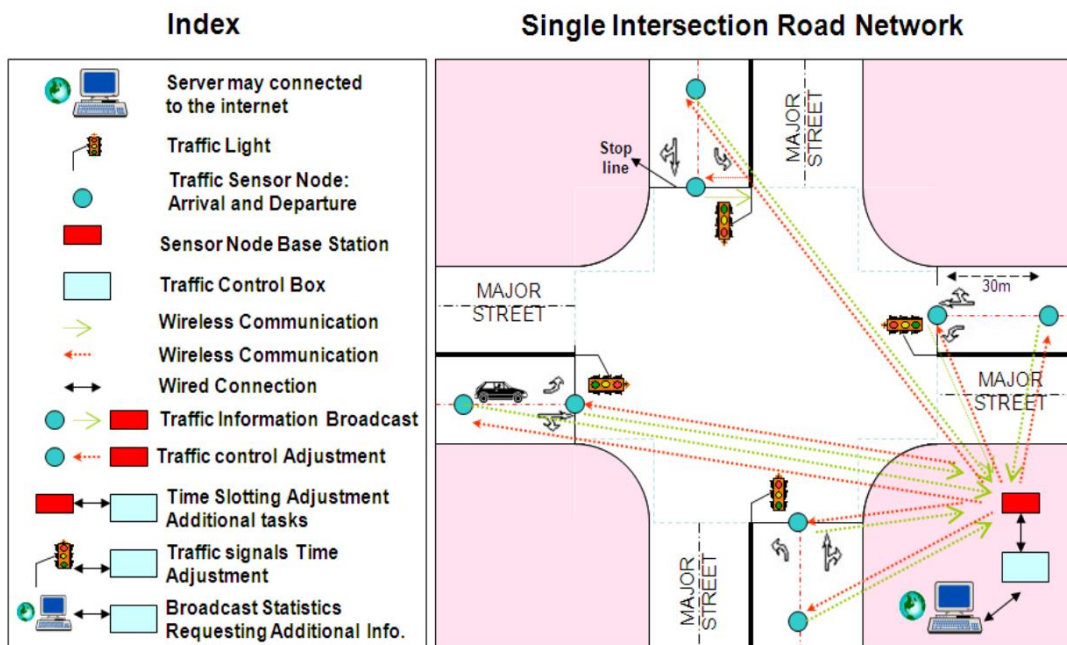 Index
Server may connected
to the internet
Traffic Light
Traffic Sensor Node:
Arrival and Departure
Sensor Node Base Station
Traffic Control Box
Wireless Communication
Wireless Communication
Wired Connection
Traffic Information Broadcast
Traffic control Adjustment
Time Slotting Adjustment
Additional tasks
Traffic signals Time
Adjustment
Broadcast Statistics
Requesting Additional Info.
Single Intersection Road Network
MAJOR
STREET
Stop
line
30m
MAJOR
STREET
MAJOR
STREET
MAJOR
STREET